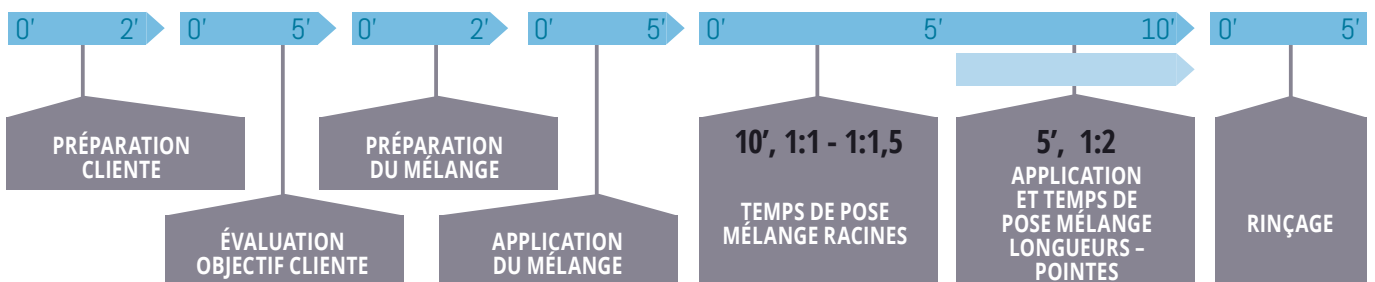 0′ 2′ 0′ 5′ 0′ 2′ 0′ 5′ 0′ 5′ 10′ 0′ 5′
PRÉPARATION
CLIENTE
ÉVALUATION
OBJECTIF CLIENTE
PRÉPARATION
DU MÉLANGE
APPLICATION
DU MÉLANGE
10’, 1:1 - 1:1,5
TEMPS DE POSE
MÉLANGE RACINES
5’, 1:2
APPLICATION
ET TEMPS DE
POSE MÉLANGE
LONGUEURS –
POINTES
RINÇAGE